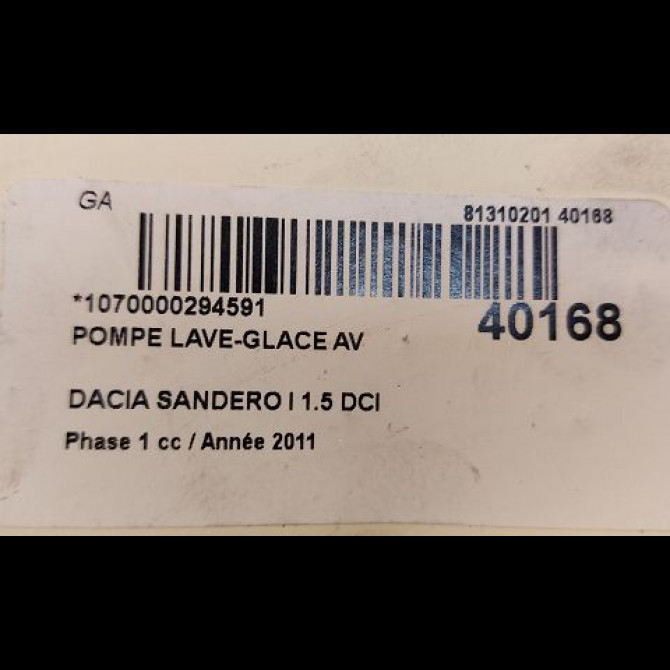 GA
81310201 40168
*1070000294591
40168
POMPE LAVE-GLACE AV
DACIA SANDERO I 1.5 DCI
Phase 1 cc / Année 2011